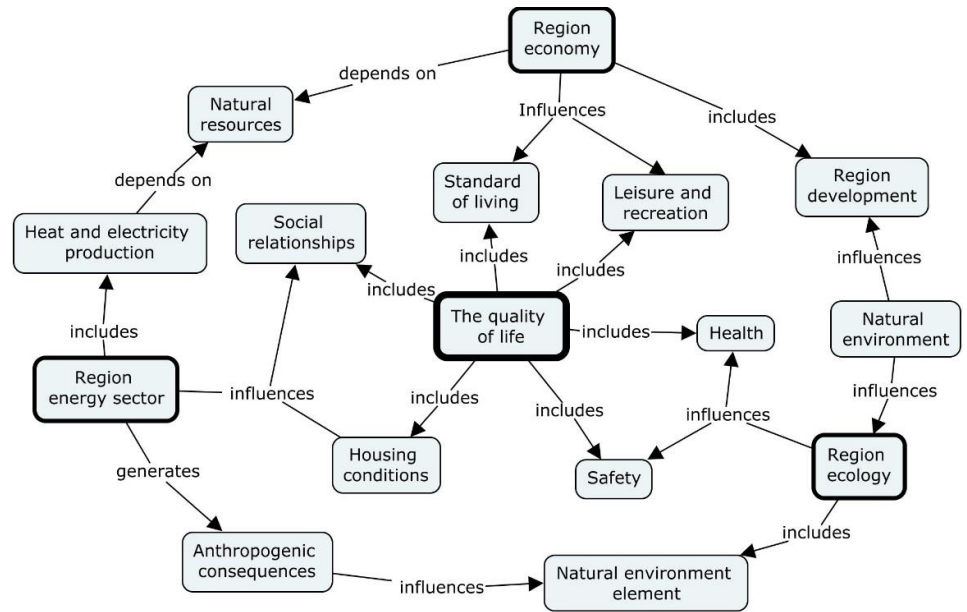 Region
economy
depends on
Natural
resources
Influences
includes
depends on
Standard
of living
Leisure and
recreation
Region
development
Heat and electricity
production
Social
relationships
includes
includes
influences
includes
The quality
of life
includes
Health
Natural
environment
includes
Region
energy sector
influences
includes
includes
influences
influences
generates
Housing
conditions
Safety
Region
ecology
Anthropogenic
consequences
includes
influences
Natural environment
element